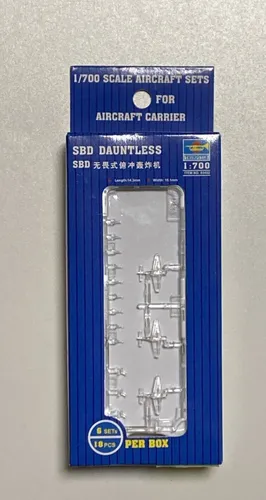 1/700 SCALE AIRCRAFT SETS
FOR
AIRCRAFT CARRIER
SBD DAUNTLESS
SBD 无畏式俯冲轰炸机
1:700
6 SETs
18 PCS
PER BOX